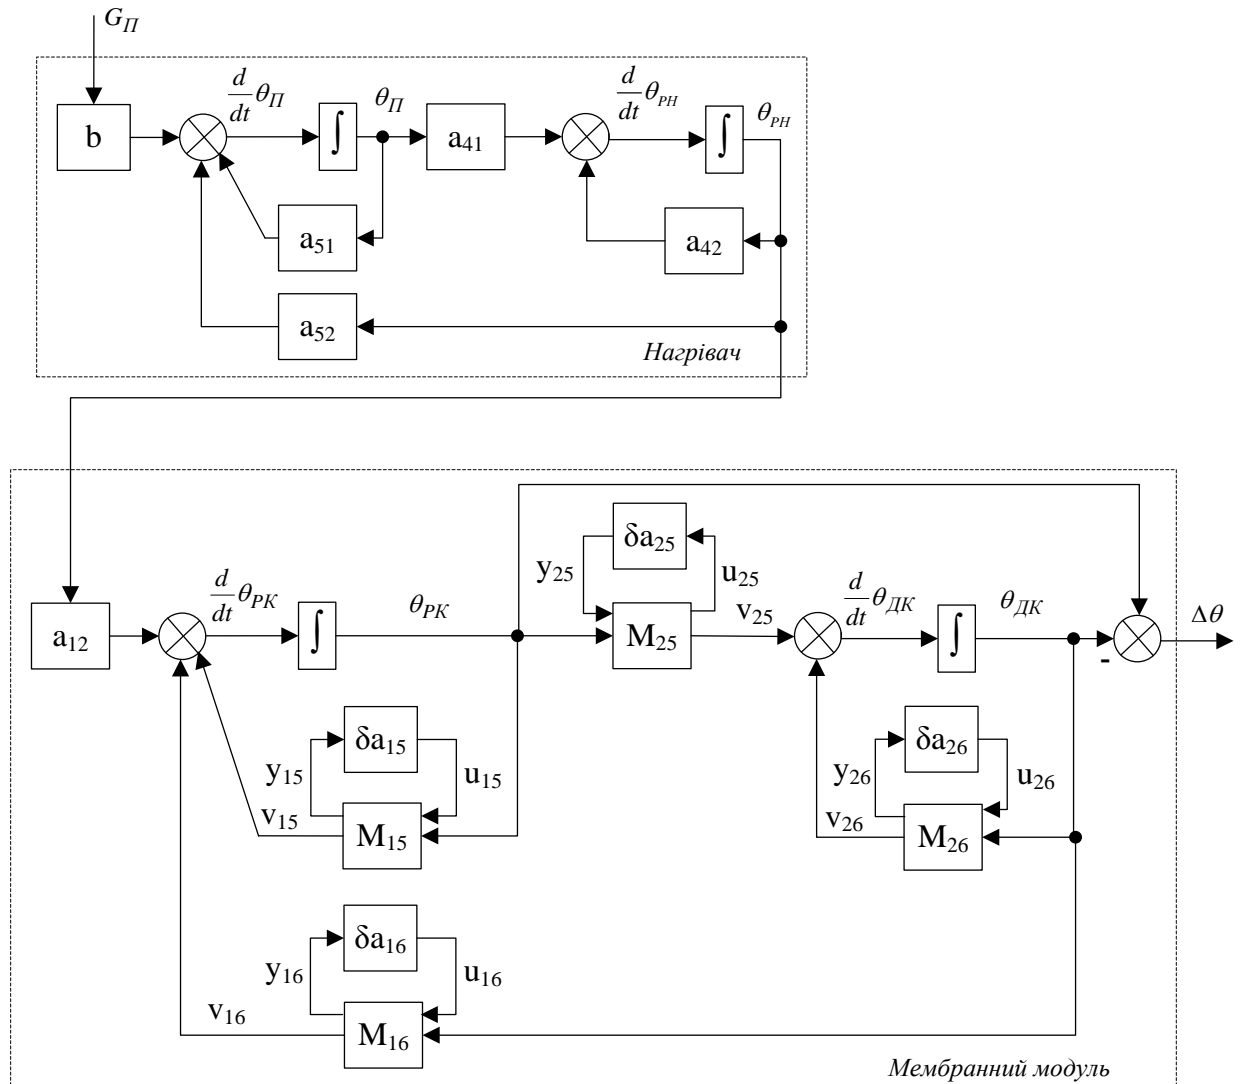 G_П
b
d/dt θ_П
∫
θ_П
a₄₁
d/dt θ_РН
∫
θ_РН
a₅₁
a₄₂
a₅₂
Нагрівач
δa₂₅
y₂₅
u₂₅
a₁₂
d/dt θ_РК
∫
θ_РК
M₂₅
v₂₅
d/dt θ_ДК
∫
θ_ДК
-
Δθ
δa₁₅
y₁₅
u₁₅
v₁₅
M₁₅
δa₂₆
y₂₆
u₂₆
v₂₆
M₂₆
δa₁₆
y₁₆
u₁₆
v₁₆
M₁₆
Мембранний модуль